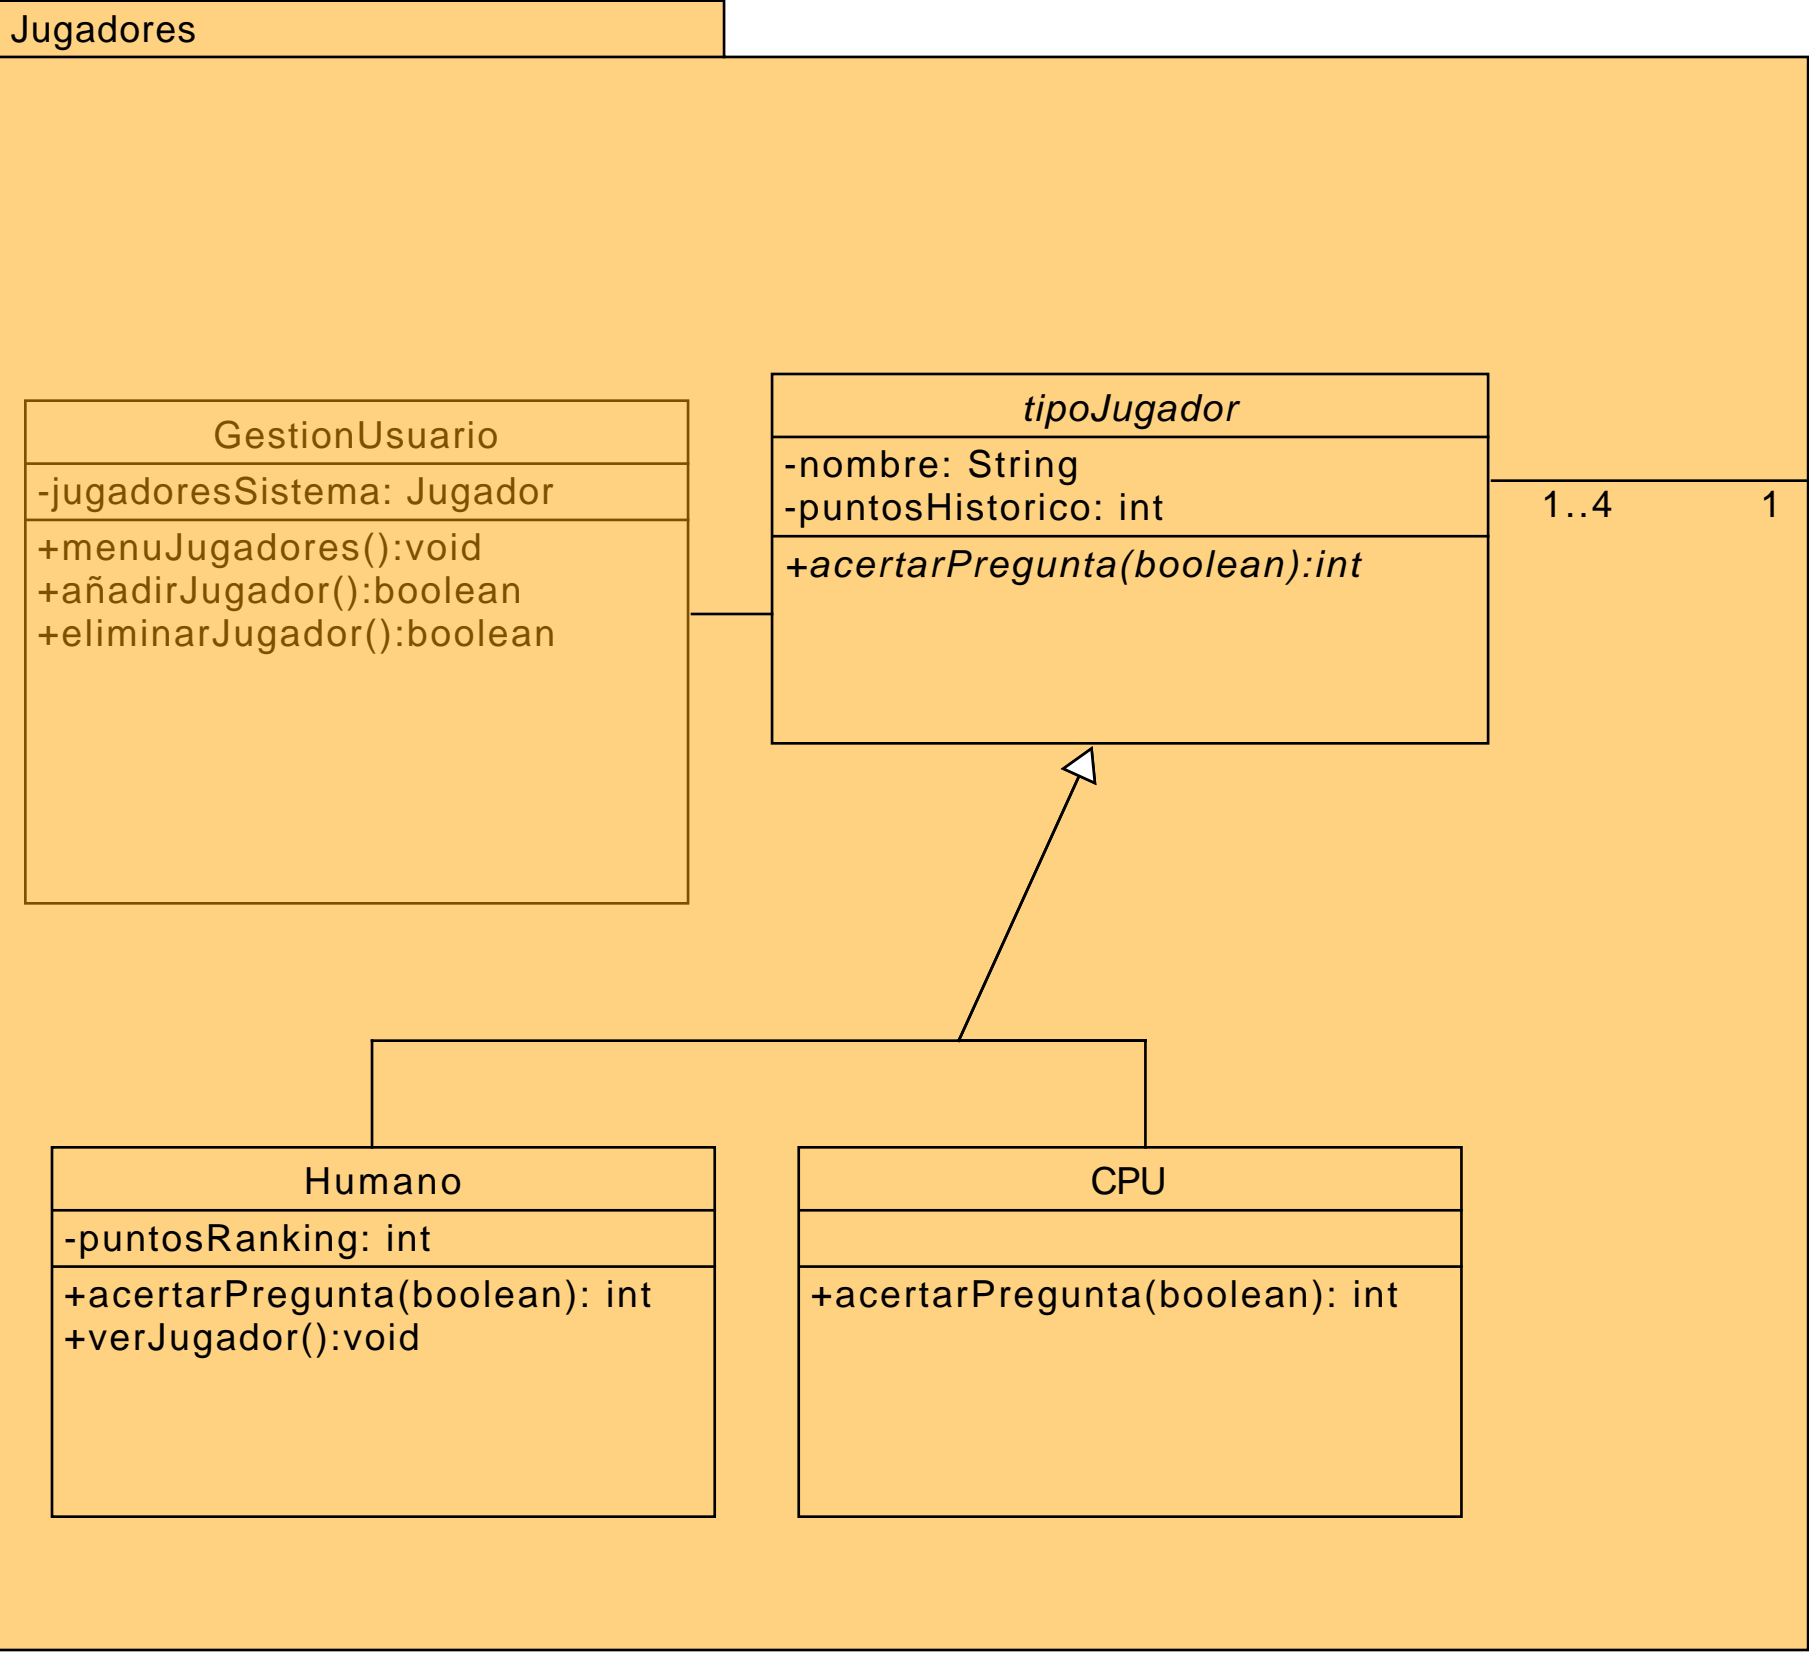 Jugadores
GestionUsuario
-jugadoresSistema: Jugador
+menuJugadores():void
+añadirJugador():boolean
+eliminarJugador():boolean
tipoJugador
-nombre: String
-puntosHistorico: int
+acertarPregunta(boolean):int
1..4 1
Humano
-puntosRanking: int
+acertarPregunta(boolean): int
+verJugador():void
CPU
+acertarPregunta(boolean): int